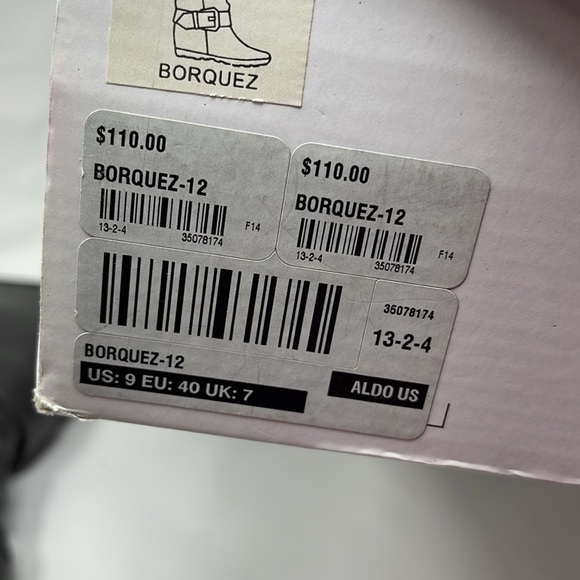 BORQUEZ
$110.00
BORQUEZ-12
13-2-4
35078174
F14
$110.00
BORQUEZ-12
13-2-4
35078174
F14
35078174
13-2-4
BORQUEZ-12
US: 9 EU: 40 UK: 7
ALDO US